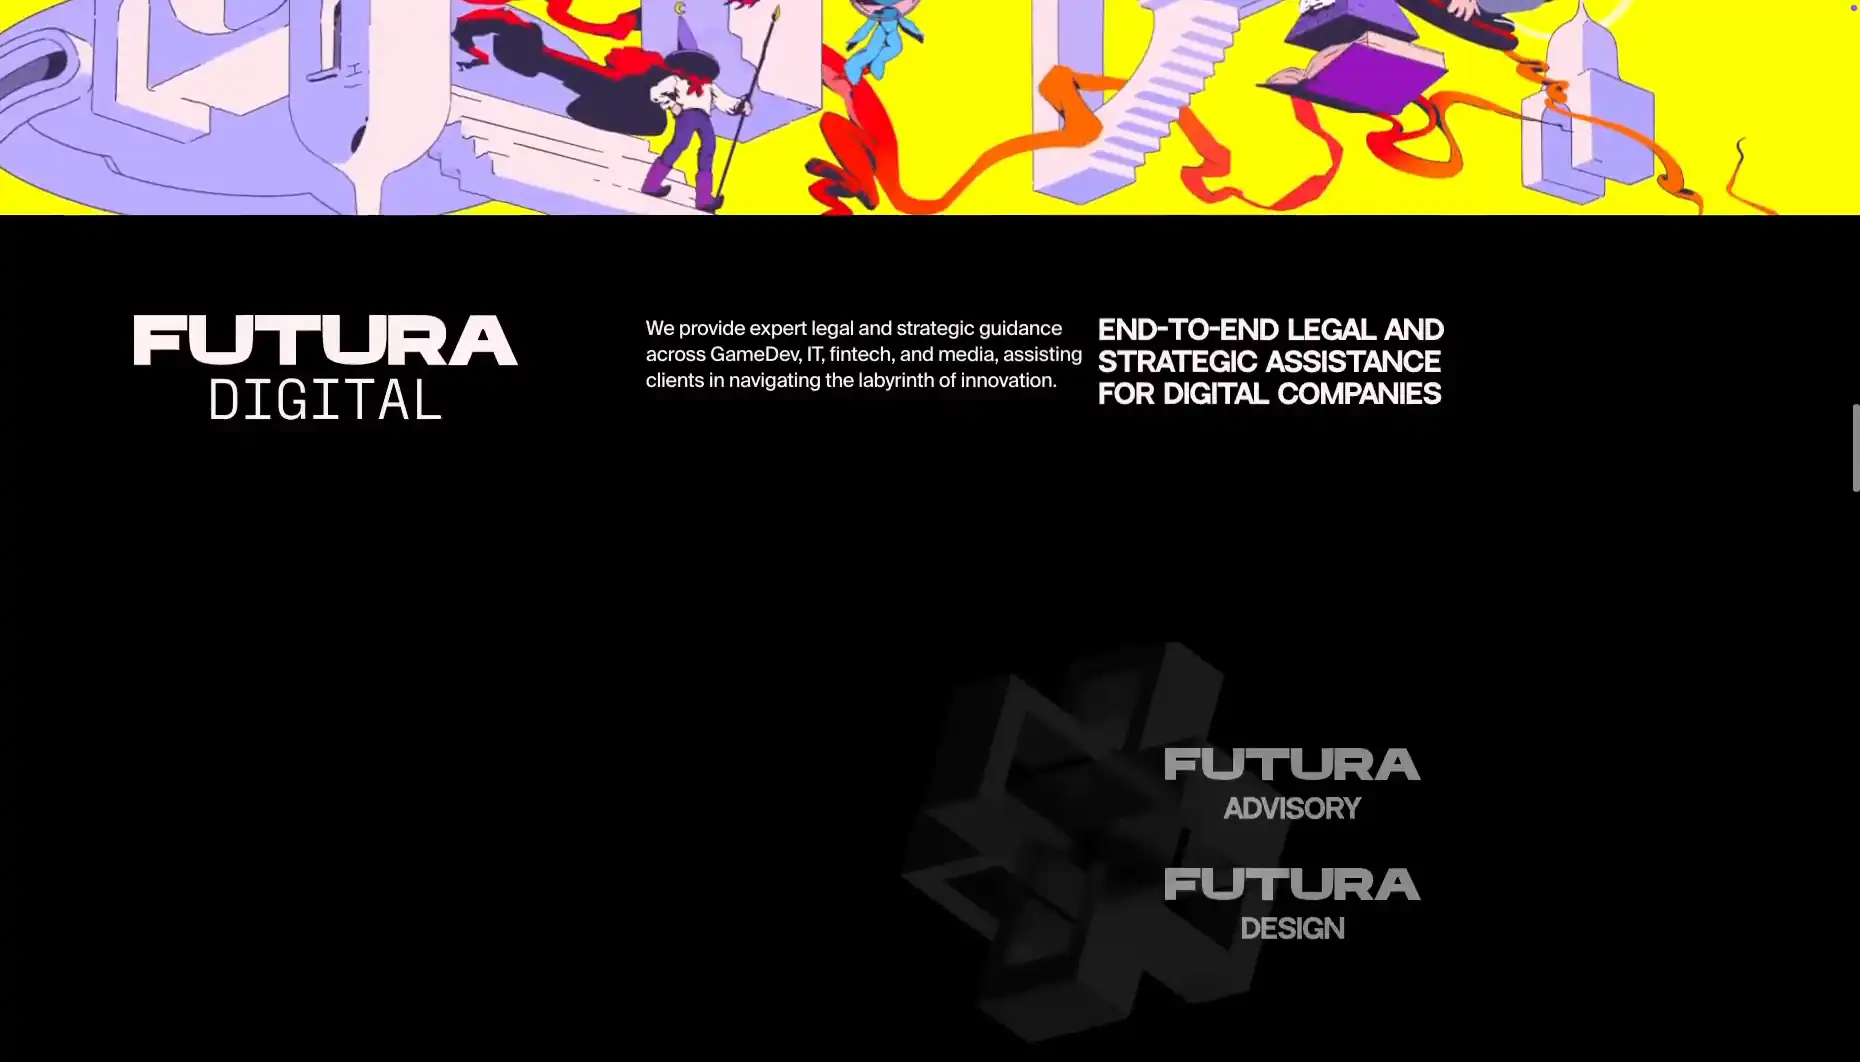 FUTURA
DIGITAL
We provide expert legal and strategic guidance
across GameDev, IT, fintech, and media, assisting
clients in navigating the labyrinth of innovation.
END-TO-END LEGAL AND
STRATEGIC ASSISTANCE
FOR DIGITAL COMPANIES
FUTURA
ADVISORY
FUTURA
DESIGN